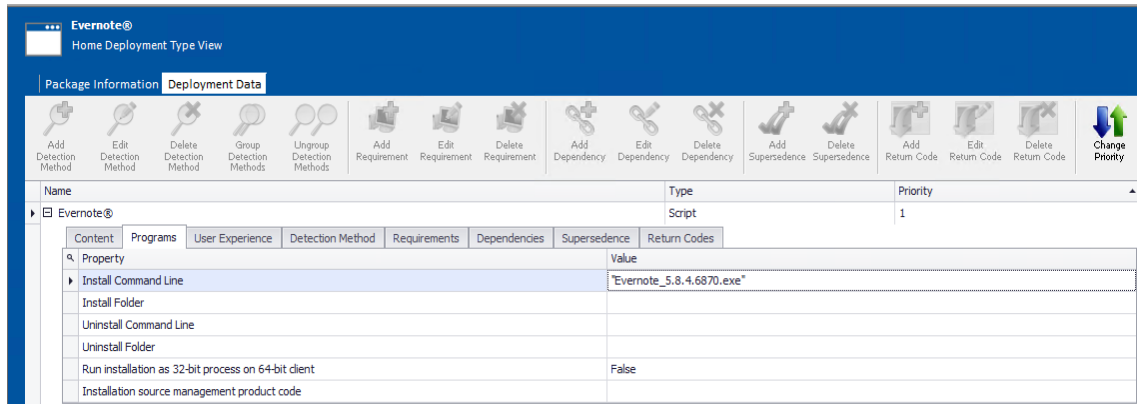 Evernote®
Home Deployment Type View
Package Information Deployment Data
Add Detection Method
Edit Detection Method
Delete Detection Method
Group Detection Methods
Ungroup Detection Methods
Add Requirement
Edit Requirement
Delete Requirement
Add Dependency
Edit Dependency
Delete Dependency
Add Supersedence
Delete Supersedence
Add Return Code
Edit Return Code
Delete Return Code
Change Priority
Name Type Priority
Evernote® Script 1
Content Programs User Experience Detection Method Requirements Dependencies Supersedence Return Codes
Property Value
Install Command Line "Evernote_5.8.4.6870.exe"
Install Folder
Uninstall Command Line
Uninstall Folder
Run installation as 32-bit process on 64-bit client False
Installation source management product code